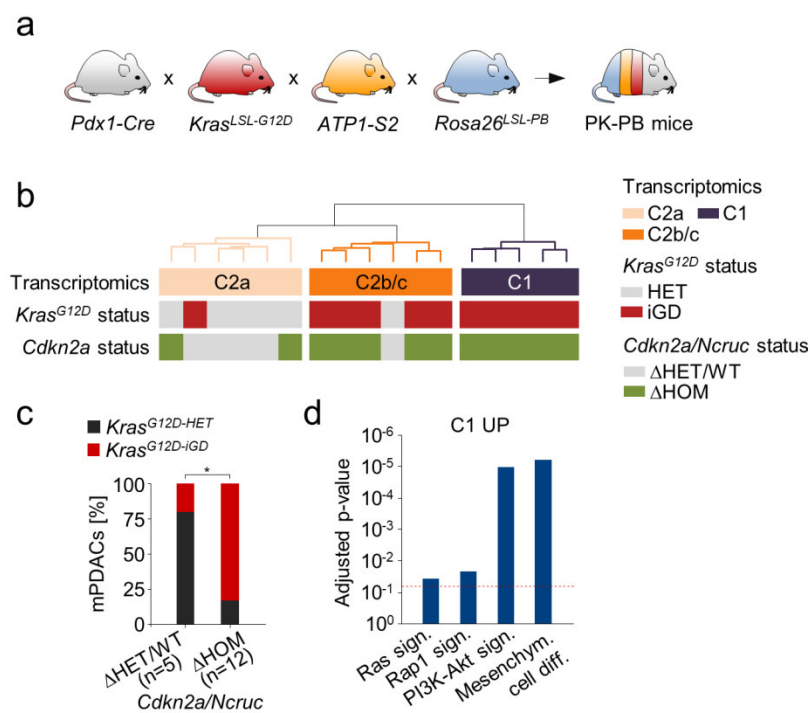 a
x x x
Pdx1-Cre Kras^LSL-G12D ATP1-S2 Rosa26^LSL-PB PK-PB mice
b
Transcriptomics C2a C2b/c C1
Kras^G12D status
Cdkn2a status
Transcriptomics
C2a C1
C2b/c
Kras^G12D status
HET
iGD
Cdkn2a/Ncruc status
ΔHET/WT
ΔHOM
c
Kras^G12D-HET
Kras^G12D-iGD
*
100
75
50
25
0
mPDACs [%]
ΔHET/WT
(n=5)
ΔHOM
(n=12)
Cdkn2a/Ncruc
d
C1 UP
10^-6
10^-5
10^-4
10^-3
10^-2
10^-1
10^0
Adjusted p-value
Ras sign.
Rap1 sign.
PI3K-Akt sign.
Mesenchym.
cell diff.